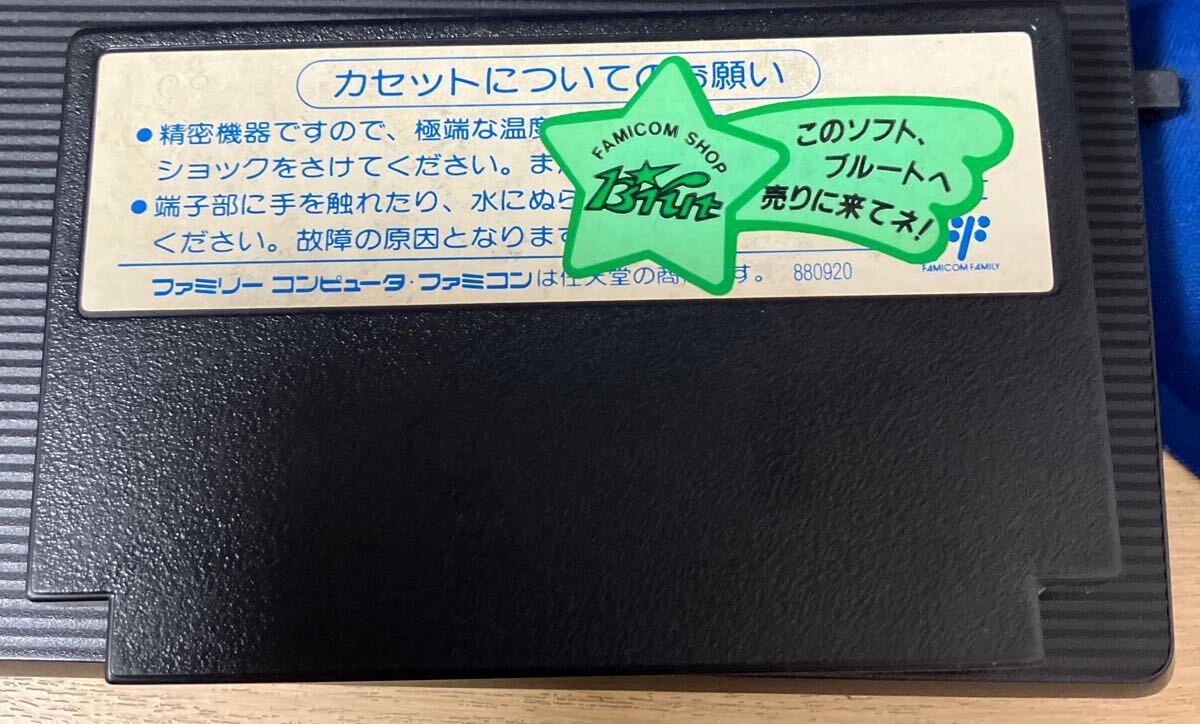 カセットについてのお願い
●精密機器ですので、極端な温度
ショックをさけてください。また
●端子部に手を触れたり、水にぬら
ください。故障の原因となります
ファミリーコンピュータ・ファミコンは任天堂の商標です。 880920
FAMICOM FAMILY
FAMICOM SHOP
Brut
このソフト、
ブルートへ
売りに来てネ!